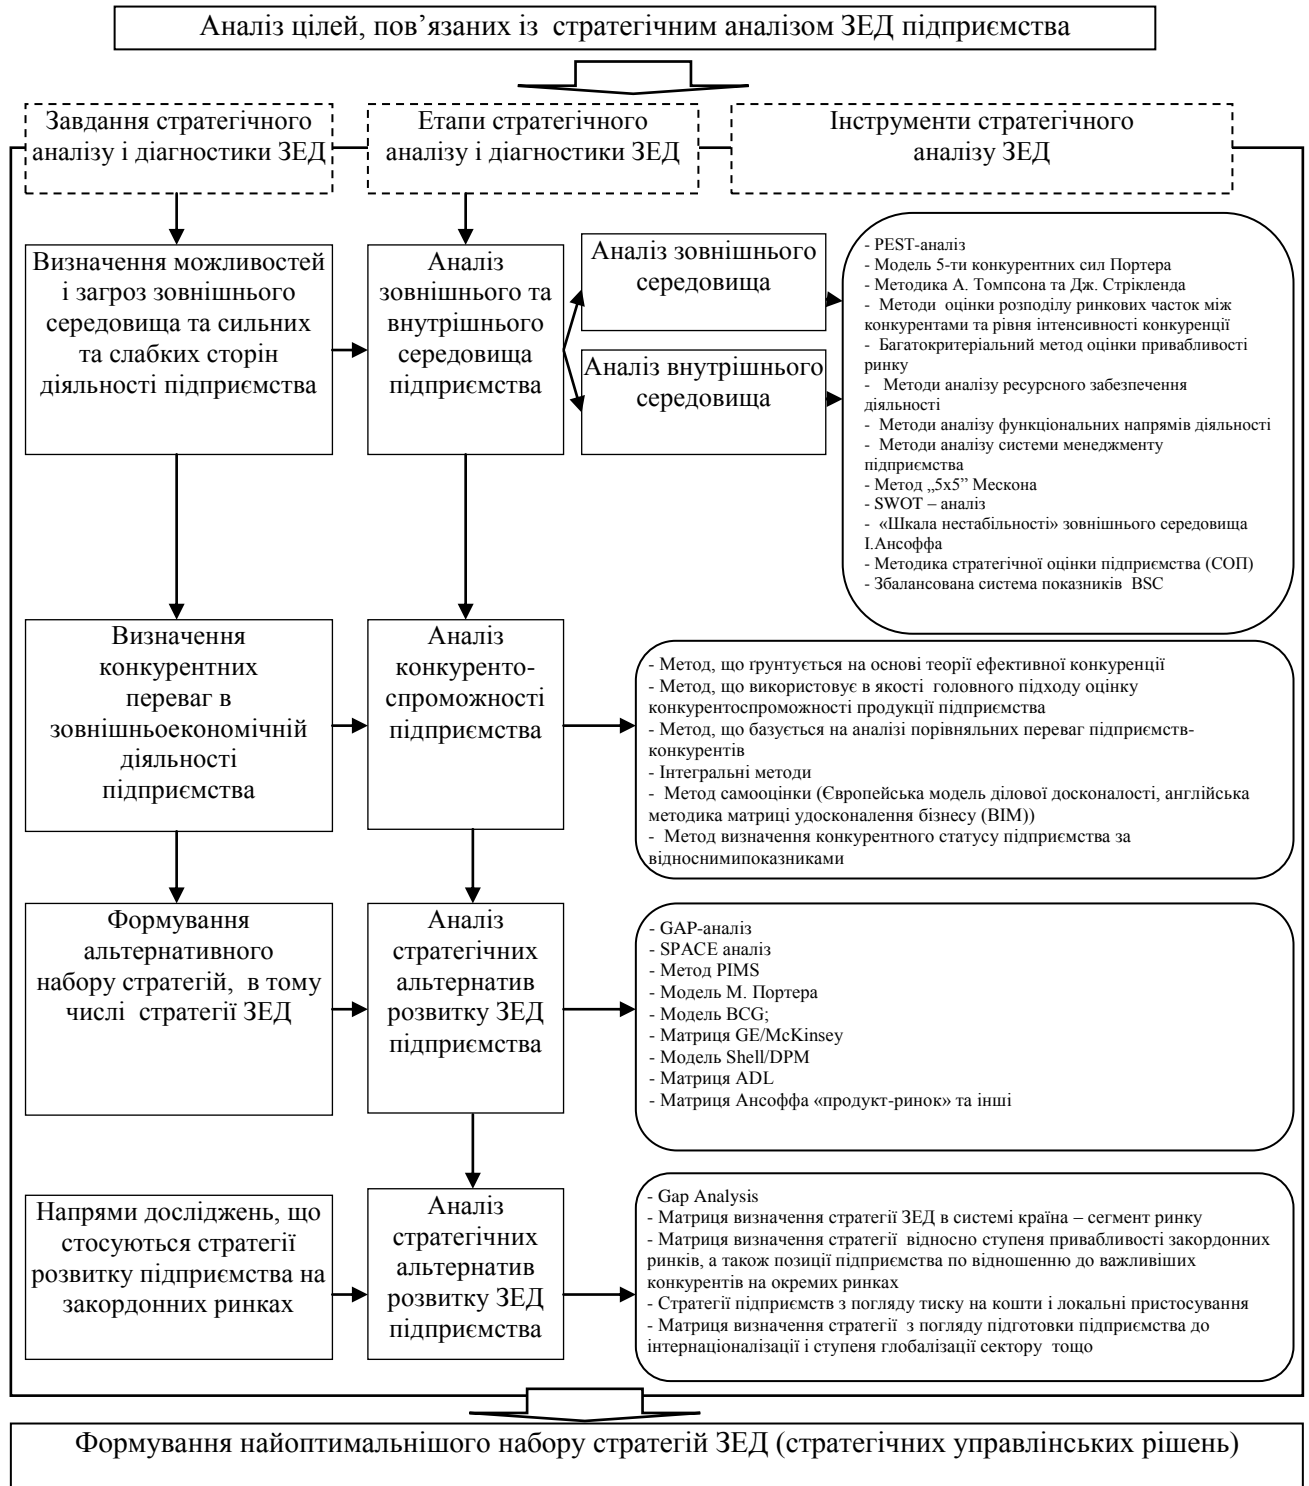 Аналіз цілей, пов’язаних із стратегічним аналізом ЗЕД підприємства
Завдання стратегічного
аналізу і діагностики ЗЕД
Етапи стратегічного
аналізу і діагностики ЗЕД
Інструменти стратегічного
аналізу ЗЕД
Визначення можливостей
і загроз зовнішнього
середовища та сильних
та слабких сторін
діяльності підприємства
Аналіз
зовнішнього та
внутрішнього
середовища
підприємства
Аналіз зовнішнього
середовища
Аналіз внутрішнього
середовища
- PEST-аналіз
- Модель 5-ти конкурентних сил Портера
- Методика А. Томпсона та Дж. Стрікленда
- Методи оцінки розподілу ринкових часток між
конкурентами та рівня інтенсивності конкуренції
- Багатокритеріальний метод оцінки привабливості
ринку
- Методи аналізу ресурсного забезпечення
діяльності
- Методи аналізу функціональних напрямів діяльності
- Методи аналізу системи менеджменту
підприємства
- Метод „5х5” Мескона
- SWOT – аналіз
- «Шкала нестабільності» зовнішнього середовища
І.Ансоффа
- Методика стратегічної оцінки підприємства (СОП)
- Збалансована система показників BSC
Визначення
конкурентних
переваг в
зовнішньоекономічній
діяльності
підприємства
Аналіз
конкуренто-
спроможності
підприємства
- Метод, що ґрунтується на основі теорії ефективної конкуренції
- Метод, що використовує в якості головного підходу оцінку
конкурентоспроможності продукції підприємства
- Метод, що базується на аналізі порівняльних переваг підприємств-
конкурентів
- Інтегральні методи
- Метод самооцінки (Європейська модель ділової досконалості, англійська
методика матриці удосконалення бізнесу (BIM))
- Метод визначення конкурентного статусу підприємства за
відноснимипоказниками
Формування
альтернативного
набору стратегій, в тому
числі стратегії ЗЕД
Аналіз
стратегічних
альтернатив
розвитку ЗЕД
підприємства
- GAP-аналіз
- SPACE аналіз
- Метод PIMS
- Модель М. Портера
- Модель BCG;
- Матриця GE/McKinsey
- Модель Shell/DPM
- Матриця ADL
- Матриця Ансоффа «продукт-ринок» та інші
Напрями досліджень, що
стосуються стратегії
розвитку підприємства на
закордонних ринках
Аналіз
стратегічних
альтернатив
розвитку ЗЕД
підприємства
- Gap Analysis
- Матриця визначення стратегії ЗЕД в системі країна – сегмент ринку
- Матриця визначення стратегії відносно ступеня привабливості закордонних
ринків, а також позиції підприємства по відношенню до важливіших
конкурентів на окремих ринках
- Стратегії підприємств з погляду тиску на кошти і локальні пристосування
- Матриця визначення стратегії з погляду підготовки підприємства до
інтернаціоналізації і ступеня глобалізації сектору тощо
Формування найоптимальнішого набору стратегій ЗЕД (стратегічних управлінських рішень)